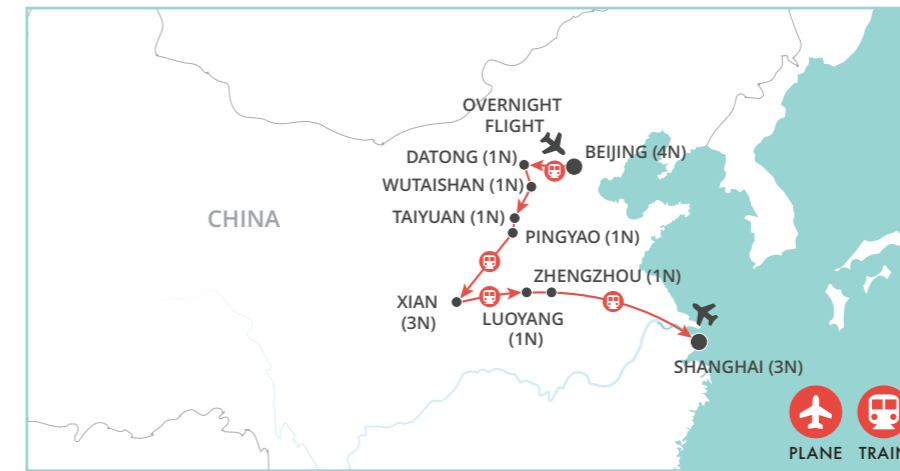 OVERNIGHT
FLIGHT
BEIJING (4N)
DATONG (1N)
WUTAISHAN (1N)
TAIYUAN (1N)
CHINA
PINGYAO (1N)
ZHENGZHOU (1N)
XIAN
(3N)
LUOYANG
(1N)
SHANGHAI (3N)
PLANE
TRAIN